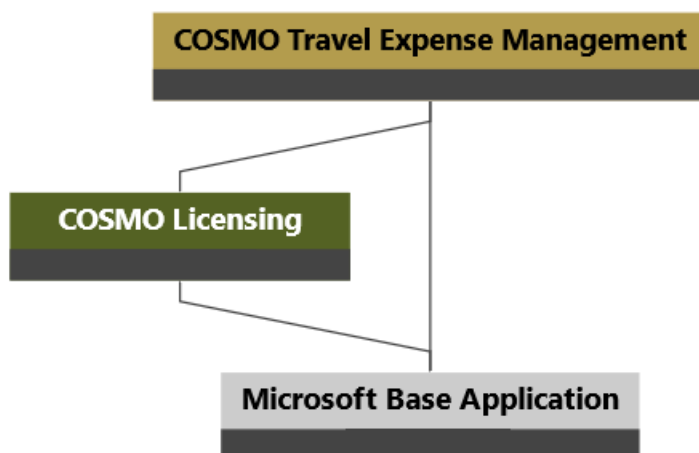 COSMO Travel Expense Management
COSMO Licensing
Microsoft Base Application